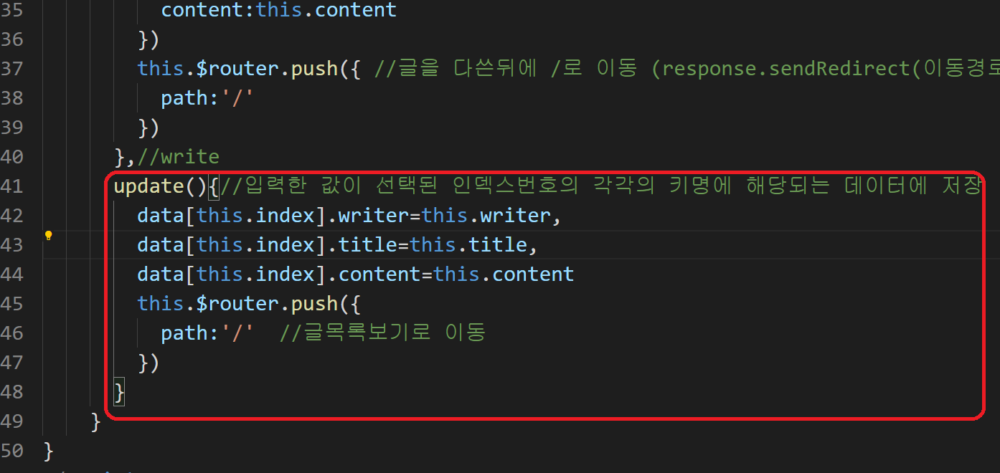 35 content:this.content
36 })
37 this.$router.push({ //글을 다쓴뒤에 /로 이동 (response.sendRedirect(이동경로
38 path:'/'
39 })
40 },//write
41 update(){//입력한 값이 선택된 인덱스번호의 각각의 키명에 해당되는 데이터에 저장
42 data[this.index].writer=this.writer,
43 data[this.index].title=this.title,
44 data[this.index].content=this.content
45 this.$router.push({
46 path:'/' //글목록보기로 이동
47 })
48 }
49 }
50 }